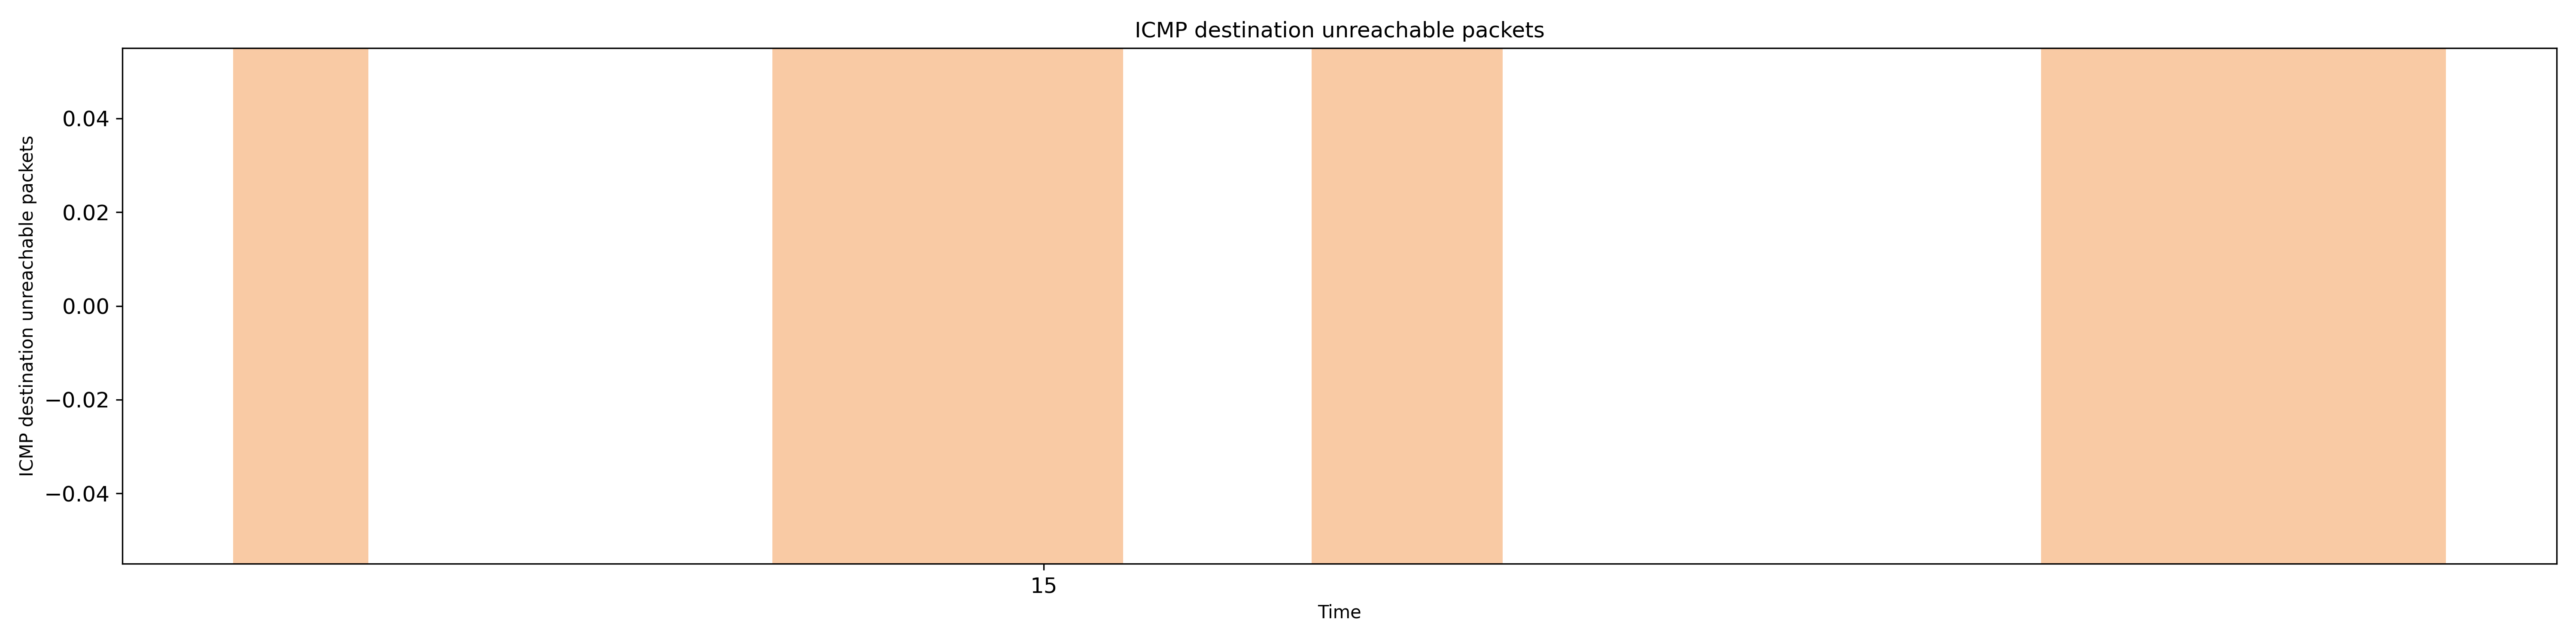 ICMP destination unreachable packets
ICMP destination unreachable packets
0.04
0.02
0.00
−0.02
−0.04
15
Time